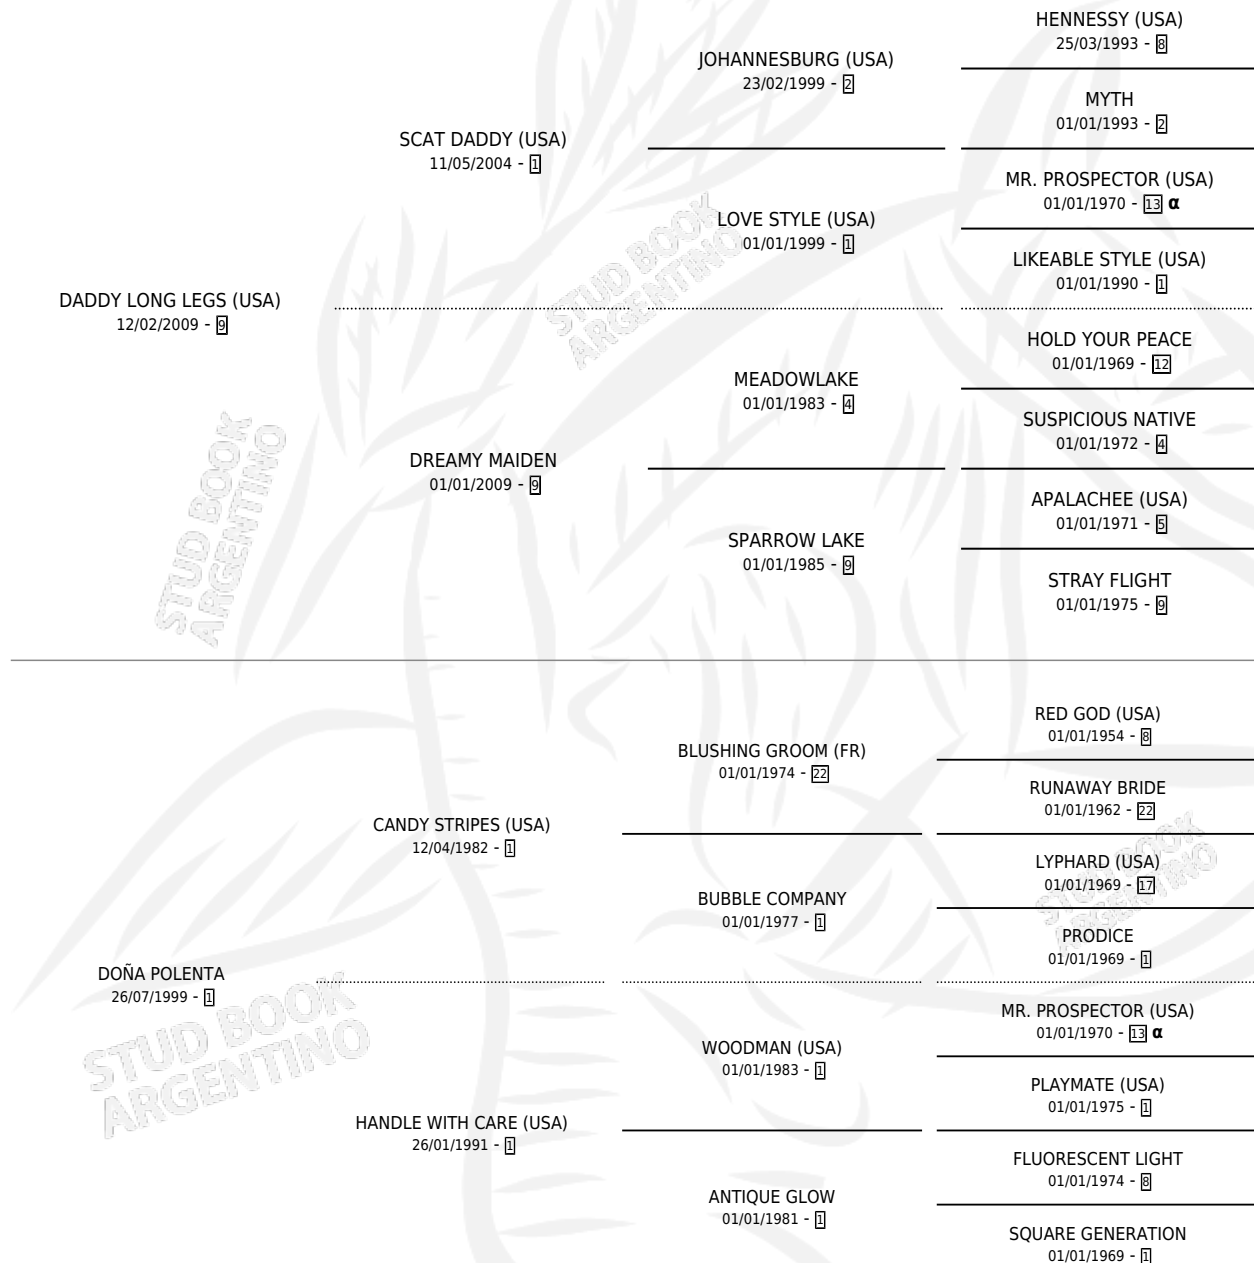 HENNESSY (USA)
25/03/1993 - 8
JOHANNESBURG (USA)
23/02/1999 - 2
MYTH
01/01/1993 - 2
SCAT DADDY (USA)
11/05/2004 - 1
MR. PROSPECTOR (USA)
01/01/1970 - 13 α
LOVE STYLE (USA)
01/01/1999 - 1
LIKEABLE STYLE (USA)
01/01/1990 - 1
DADDY LONG LEGS (USA)
12/02/2009 - 9
HOLD YOUR PEACE
01/01/1969 - 12
MEADOWLAKE
01/01/1983 - 4
SUSPICIOUS NATIVE
01/01/1972 - 4
DREAMY MAIDEN
01/01/2009 - 9
APALACHEE (USA)
01/01/1971 - 5
SPARROW LAKE
01/01/1985 - 9
STRAY FLIGHT
01/01/1975 - 9
RED GOD (USA)
01/01/1954 - 8
BLUSHING GROOM (FR)
01/01/1974 - 22
RUNAWAY BRIDE
01/01/1962 - 22
CANDY STRIPES (USA)
12/04/1982 - 1
LYPHARD (USA)
01/01/1969 - 17
BUBBLE COMPANY
01/01/1977 - 1
PRODICE
01/01/1969 - 1
DOÑA POLENTA
26/07/1999 - 1
MR. PROSPECTOR (USA)
01/01/1970 - 13 α
WOODMAN (USA)
01/01/1983 - 1
PLAYMATE (USA)
01/01/1975 - 1
HANDLE WITH CARE (USA)
26/01/1991 - 1
FLUORESCENT LIGHT
01/01/1974 - 8
ANTIQUE GLOW
01/01/1981 - 1
SQUARE GENERATION
01/01/1969 - 1
STUD BOOK
ARGENTINO
STUD BOOK
ARGENTINO
STUD BOOK
ARGENTINO
STUD BOOK
ARGENTINO